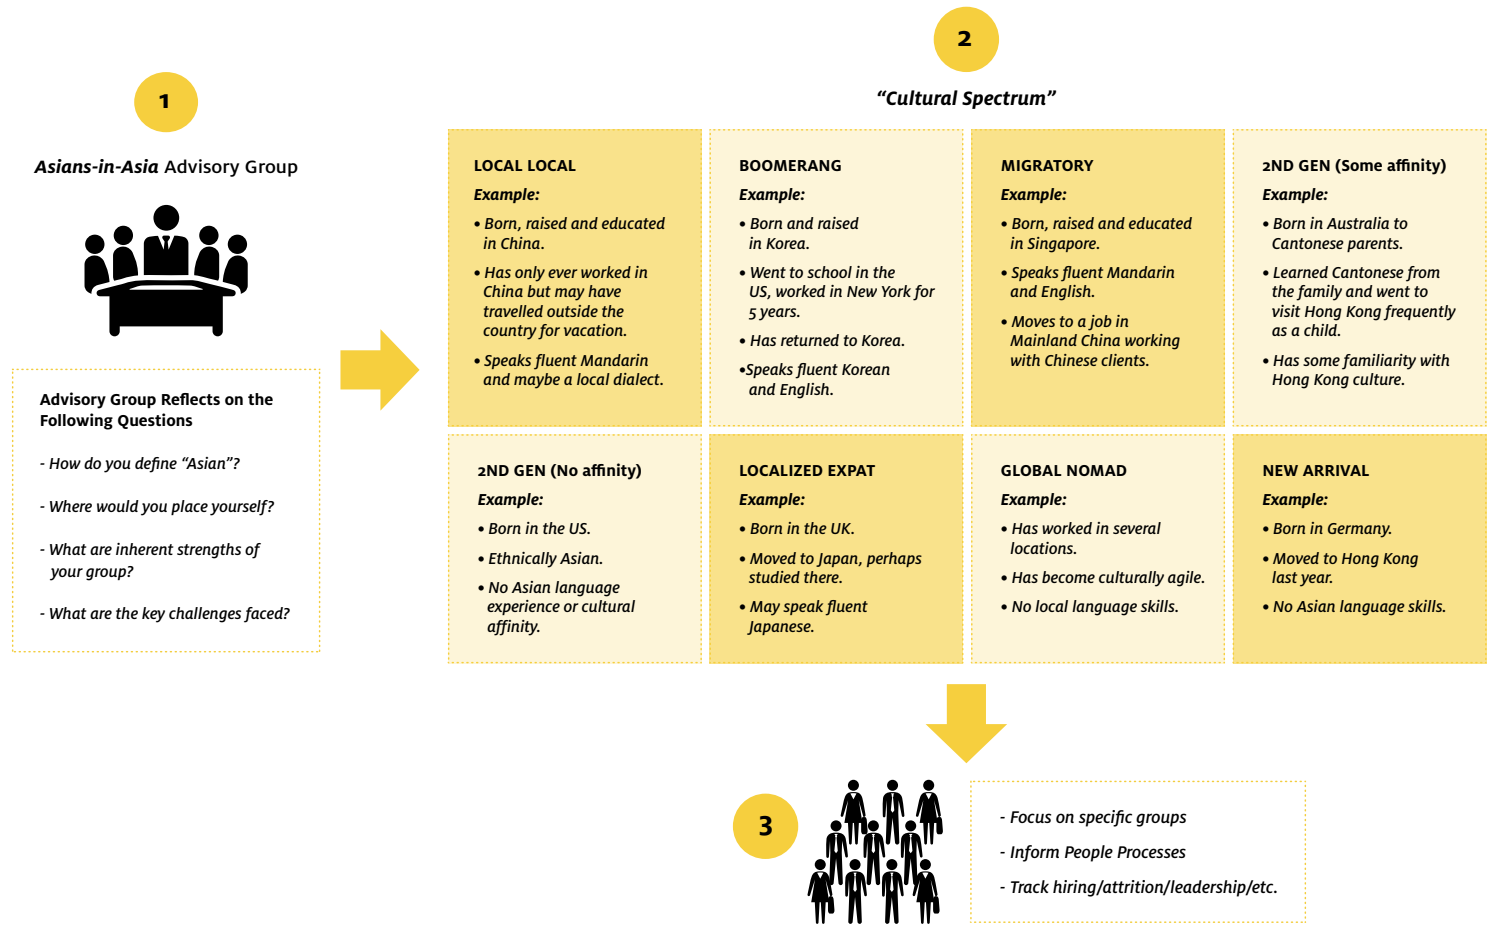 1
Asians-in-Asia Advisory Group
Advisory Group Reflects on the
Following Questions
- How do you define “Asian”?
- Where would you place yourself?
- What are inherent strengths of
your group?
- What are the key challenges faced?
2
“Cultural Spectrum”
LOCAL LOCAL
Example:
• Born, raised and educated
in China.
• Has only ever worked in
China but may have
travelled outside the
country for vacation.
• Speaks fluent Mandarin
and maybe a local dialect.
BOOMERANG
Example:
• Born and raised
in Korea.
• Went to school in the
US, worked in New York for
5 years.
• Has returned to Korea.
•Speaks fluent Korean
and English.
MIGRATORY
Example:
• Born, raised and educated
in Singapore.
• Speaks fluent Mandarin
and English.
• Moves to a job in
Mainland China working
with Chinese clients.
2ND GEN (Some affinity)
Example:
• Born in Australia to
Cantonese parents.
• Learned Cantonese from
the family and went to
visit Hong Kong frequently
as a child.
• Has some familiarity with
Hong Kong culture.
2ND GEN (No affinity)
Example:
• Born in the US.
• Ethnically Asian.
• No Asian language
experience or cultural
affinity.
LOCALIZED EXPAT
Example:
• Born in the UK.
• Moved to Japan, perhaps
studied there.
• May speak fluent
Japanese.
GLOBAL NOMAD
Example:
• Has worked in several
locations.
• Has become culturally agile.
• No local language skills.
NEW ARRIVAL
Example:
• Born in Germany.
• Moved to Hong Kong
last year.
• No Asian language skills.
3
- Focus on specific groups
- Inform People Processes
- Track hiring/attrition/leadership/etc.